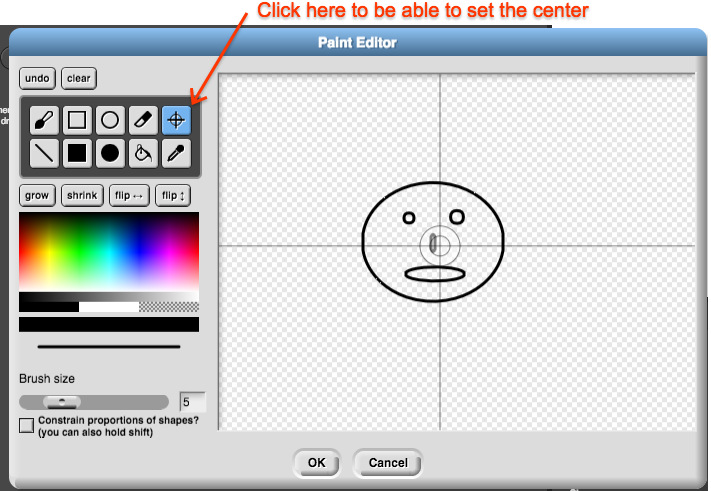 Click here to be able to set the center
Paint Editor
undo clear
grow shrink flip ↔ flip ↕
Brush size
5
Constrain proportions of shapes?
(you can also hold shift)
OK Cancel